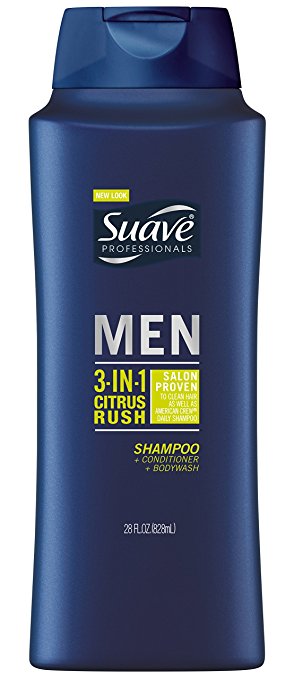 NEW LOOK
Suave®
PROFESSIONALS
MEN
3-IN-1
CITRUS
RUSH
SALON
PROVEN
TO CLEAN HAIR
AS WELL AS
AMERICAN CREW®
DAILY SHAMPOO
SHAMPOO
+ CONDITIONER
+ BODYWASH
28 FL.OZ.(828mL)